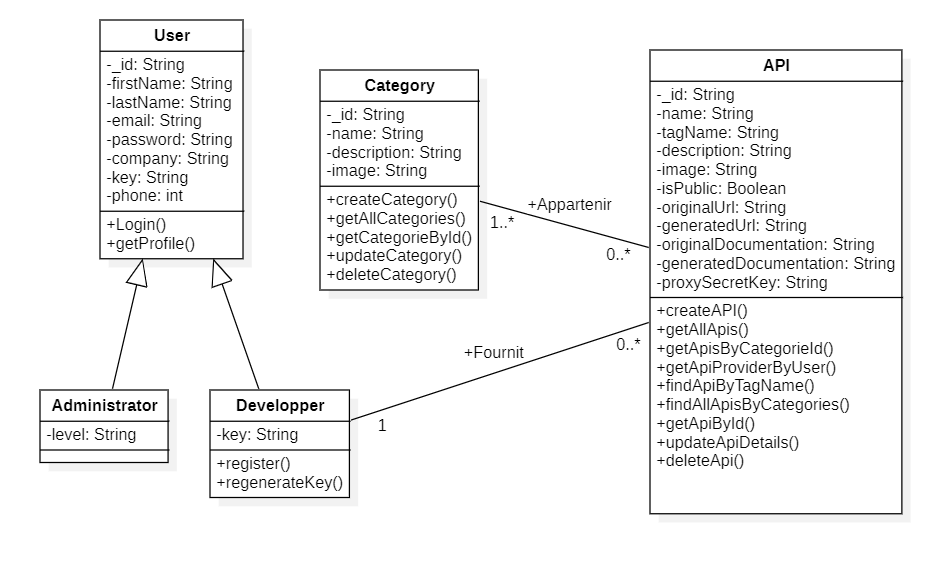 User
-_id: String
-firstName: String
-lastName: String
-email: String
-password: String
-company: String
-key: String
-phone: int
+Login()
+getProfile()
Category
-_id: String
-name: String
-description: String
-image: String
+createCategory()
+getAllCategories()
+getCategorieById()
+updateCategory()
+deleteCategory()
API
-_id: String
-name: String
-tagName: String
-description: String
-image: String
-isPublic: Boolean
-originalUrl: String
-generatedUrl: String
-originalDocumentation: String
-generatedDocumentation: String
-proxySecretKey: String
+createAPI()
+getAllApis()
+getApisByCategorieId()
+getApiProviderByUser()
+findApiByTagName()
+findAllApisByCategories()
+getApiById()
+updateApiDetails()
+deleteApi()
+Appartenir
1..*
0..*
+Fournit
0..*
1
Administrator
-level: String
Developper
-key: String
+register()
+regenerateKey()